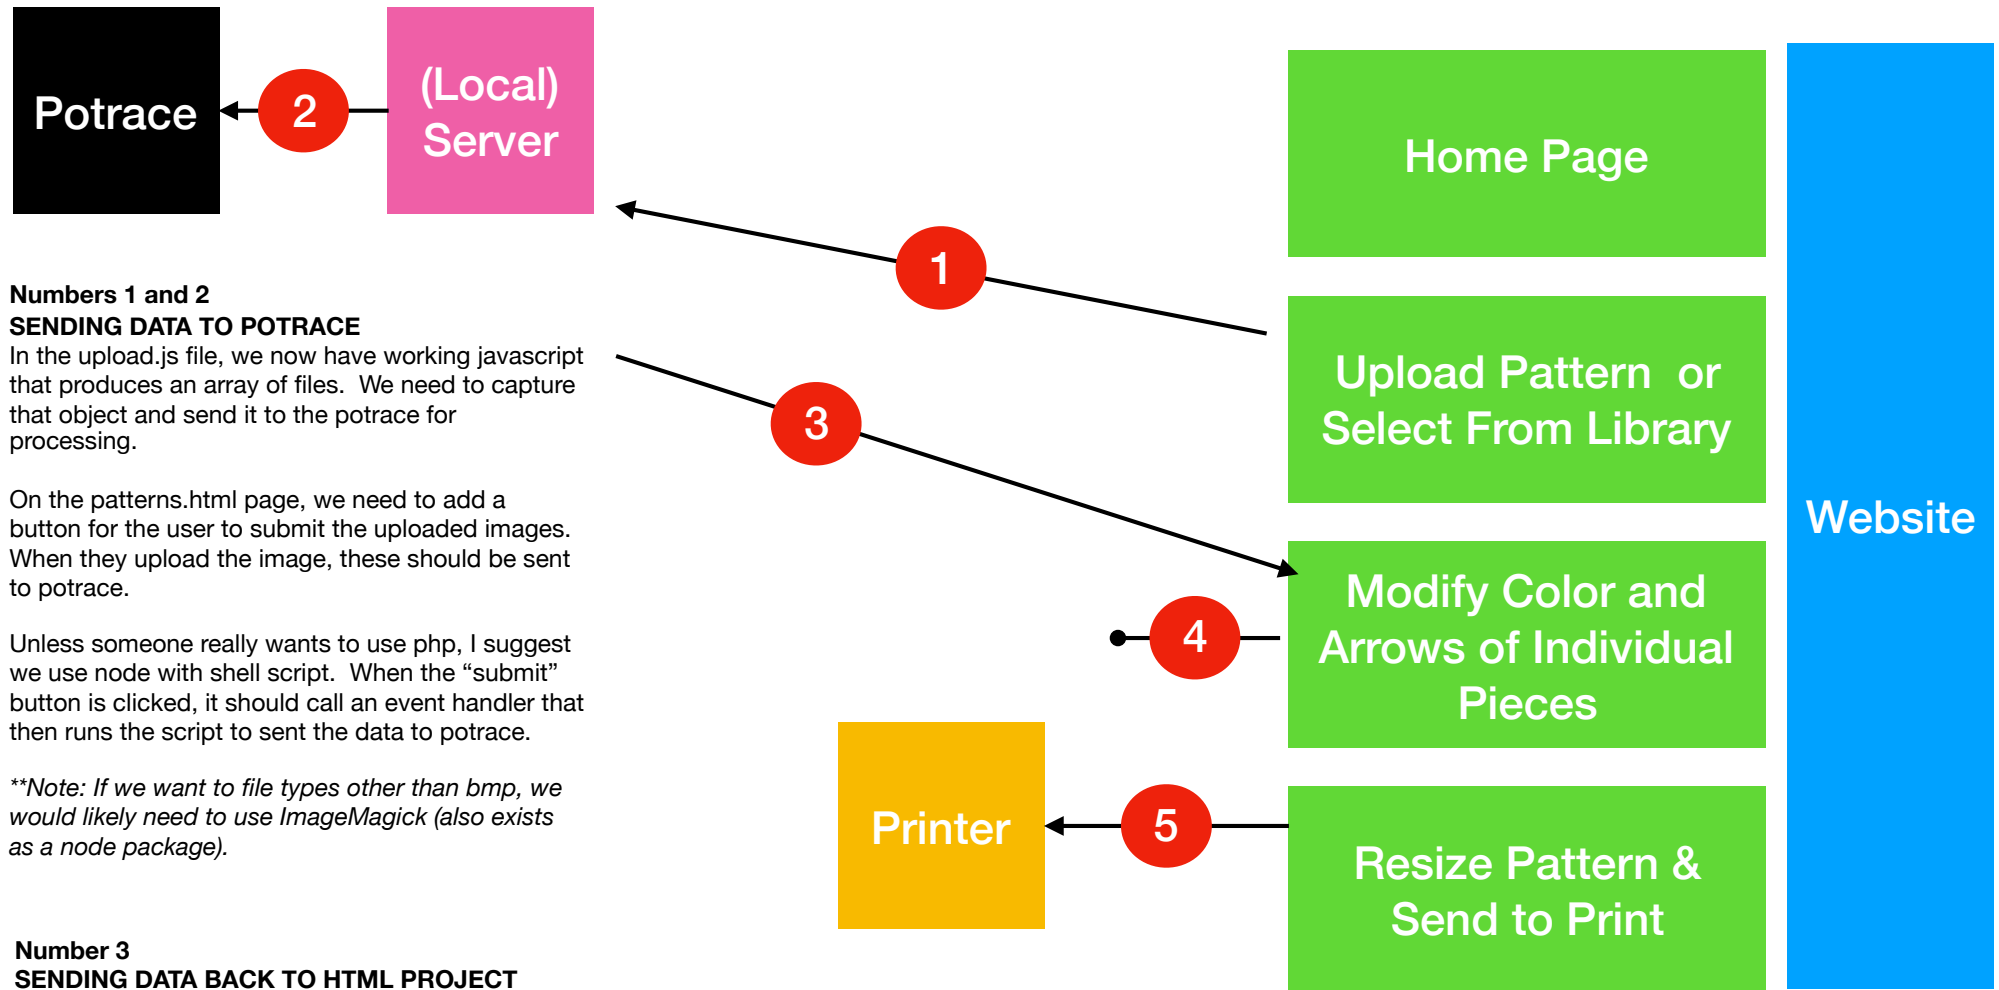 Potrace
2
(Local)
Server
Home Page
1
Upload Pattern  or
Select From Library
3
Website
Modify Color and
Arrows of Individual
Pieces
4
Printer
5
Resize Pattern &
Send to Print
Numbers 1 and 2
SENDING DATA TO POTRACE
In the upload.js file, we now have working javascript
that produces an array of files.  We need to capture
that object and send it to the potrace for
processing.
On the patterns.html page, we need to add a
button for the user to submit the uploaded images.
When they upload the image, these should be sent
to potrace.
Unless someone really wants to use php, I suggest
we use node with shell script.  When the “submit”
button is clicked, it should call an event handler that
then runs the script to sent the data to potrace.
**Note: If we want to file types other than bmp, we
would likely need to use ImageMagick (also exists
as a node package).
Number 3
SENDING DATA BACK TO HTML PROJECT